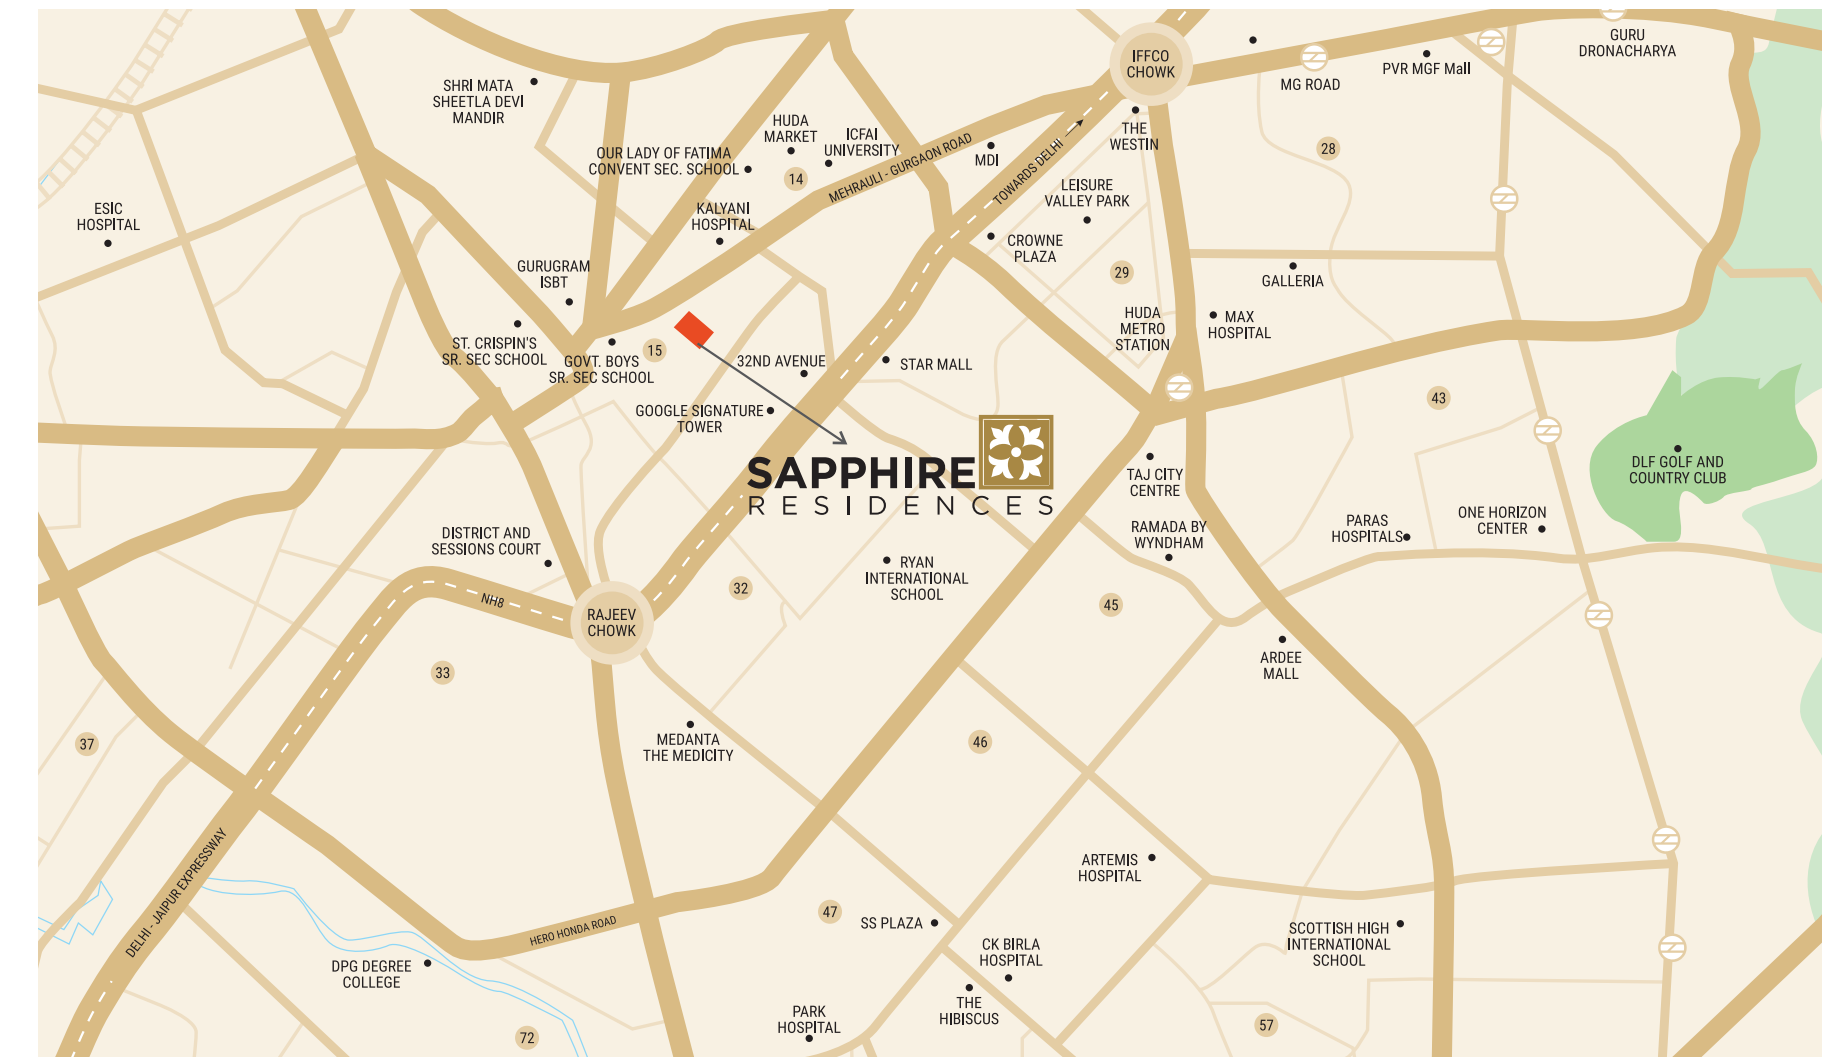 IFFCO
CHOWK
GURU
DRONACHARYA
PVR MGF Mall
MG ROAD
SHRI MATA
SHEETLA DEVI
MANDIR
HUDA
MARKET
ICFAI
UNIVERSITY
THE
WESTIN
28
OUR LADY OF FATIMA
CONVENT SEC. SCHOOL
14
MEHRAULI - GURGAON ROAD
MDI
TOWARDS DELHI
LEISURE
VALLEY PARK
ESIC
HOSPITAL
KALYANI
HOSPITAL
CROWNE
PLAZA
29
GALLERIA
GURUGRAM
ISBT
HUDA
METRO
STATION
MAX
HOSPITAL
ST. CRISPIN'S
SR. SEC SCHOOL
GOVT. BOYS
SR. SEC SCHOOL
15
32ND AVENUE
STAR MALL
43
GOOGLE SIGNATURE
TOWER
SAPPHIRE
RESIDENCES
TAJ CITY
CENTRE
DLF GOLF AND
COUNTRY CLUB
DISTRICT AND
SESSIONS COURT
RAMADA BY
WYNDHAM
PARAS
HOSPITALS
ONE HORIZON
CENTER
RYAN
INTERNATIONAL
SCHOOL
32
45
NH8
RAJEEV
CHOWK
ARDEE
MALL
33
37
MEDANTA
THE MEDICITY
46
DELHI - JAIPUR EXPRESSWAY
ARTEMIS
HOSPITAL
47
SS PLAZA
HERO HONDA ROAD
CK BIRLA
HOSPITAL
SCOTTISH HIGH
INTERNATIONAL
SCHOOL
DPG DEGREE
COLLEGE
THE
HIBISCUS
PARK
HOSPITAL
57
72